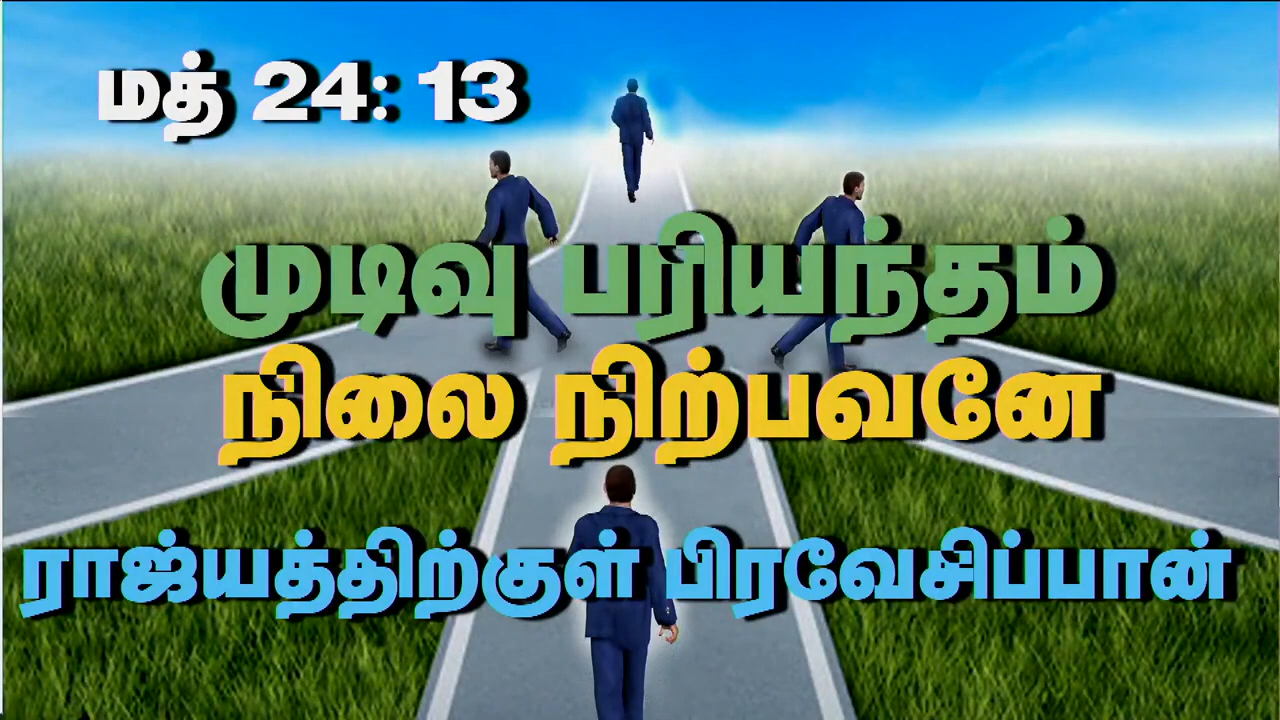 மத் 24: 13
முடிவு பரியந்தம்
நிலை நிற்பவனே
ராஜ்யத்திற்குள் பிரவேசிப்பான்